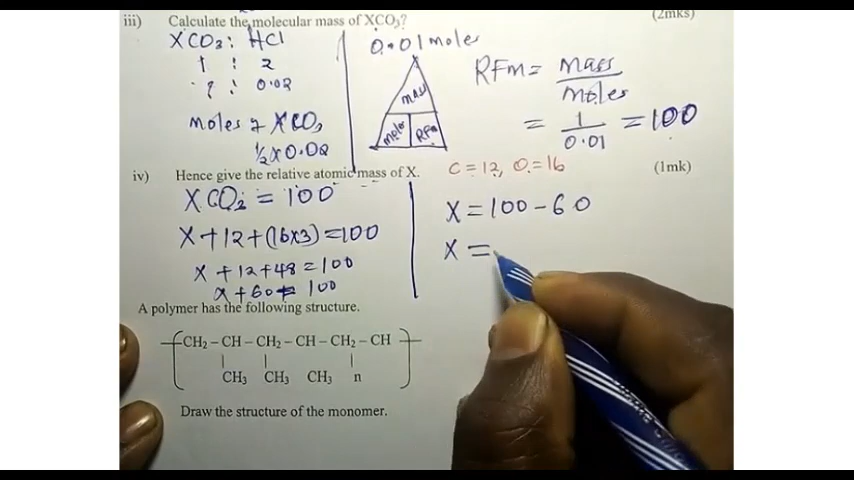 iii) Calculate the molecular mass of XCO3? (2mks)
XCO3 : HCl
1 : 2
? : 0.02
moles of XCO3
1/2 x 0.02
0.01 moles
mass
moles RFM
RFM = mass / moles
= 1 / 0.01 = 100
iv) Hence give the relative atomic mass of X. C = 12, O = 16 (1mk)
XCO3 = 100
X + 12 + (16x3) = 100
X + 12 + 48 = 100
X + 60 = 100
X = 100 - 60
X =
A polymer has the following structure.
CH2 – CH – CH2 – CH – CH2 – CH
| | |
CH3 CH3 CH3 n
Draw the structure of the monomer.